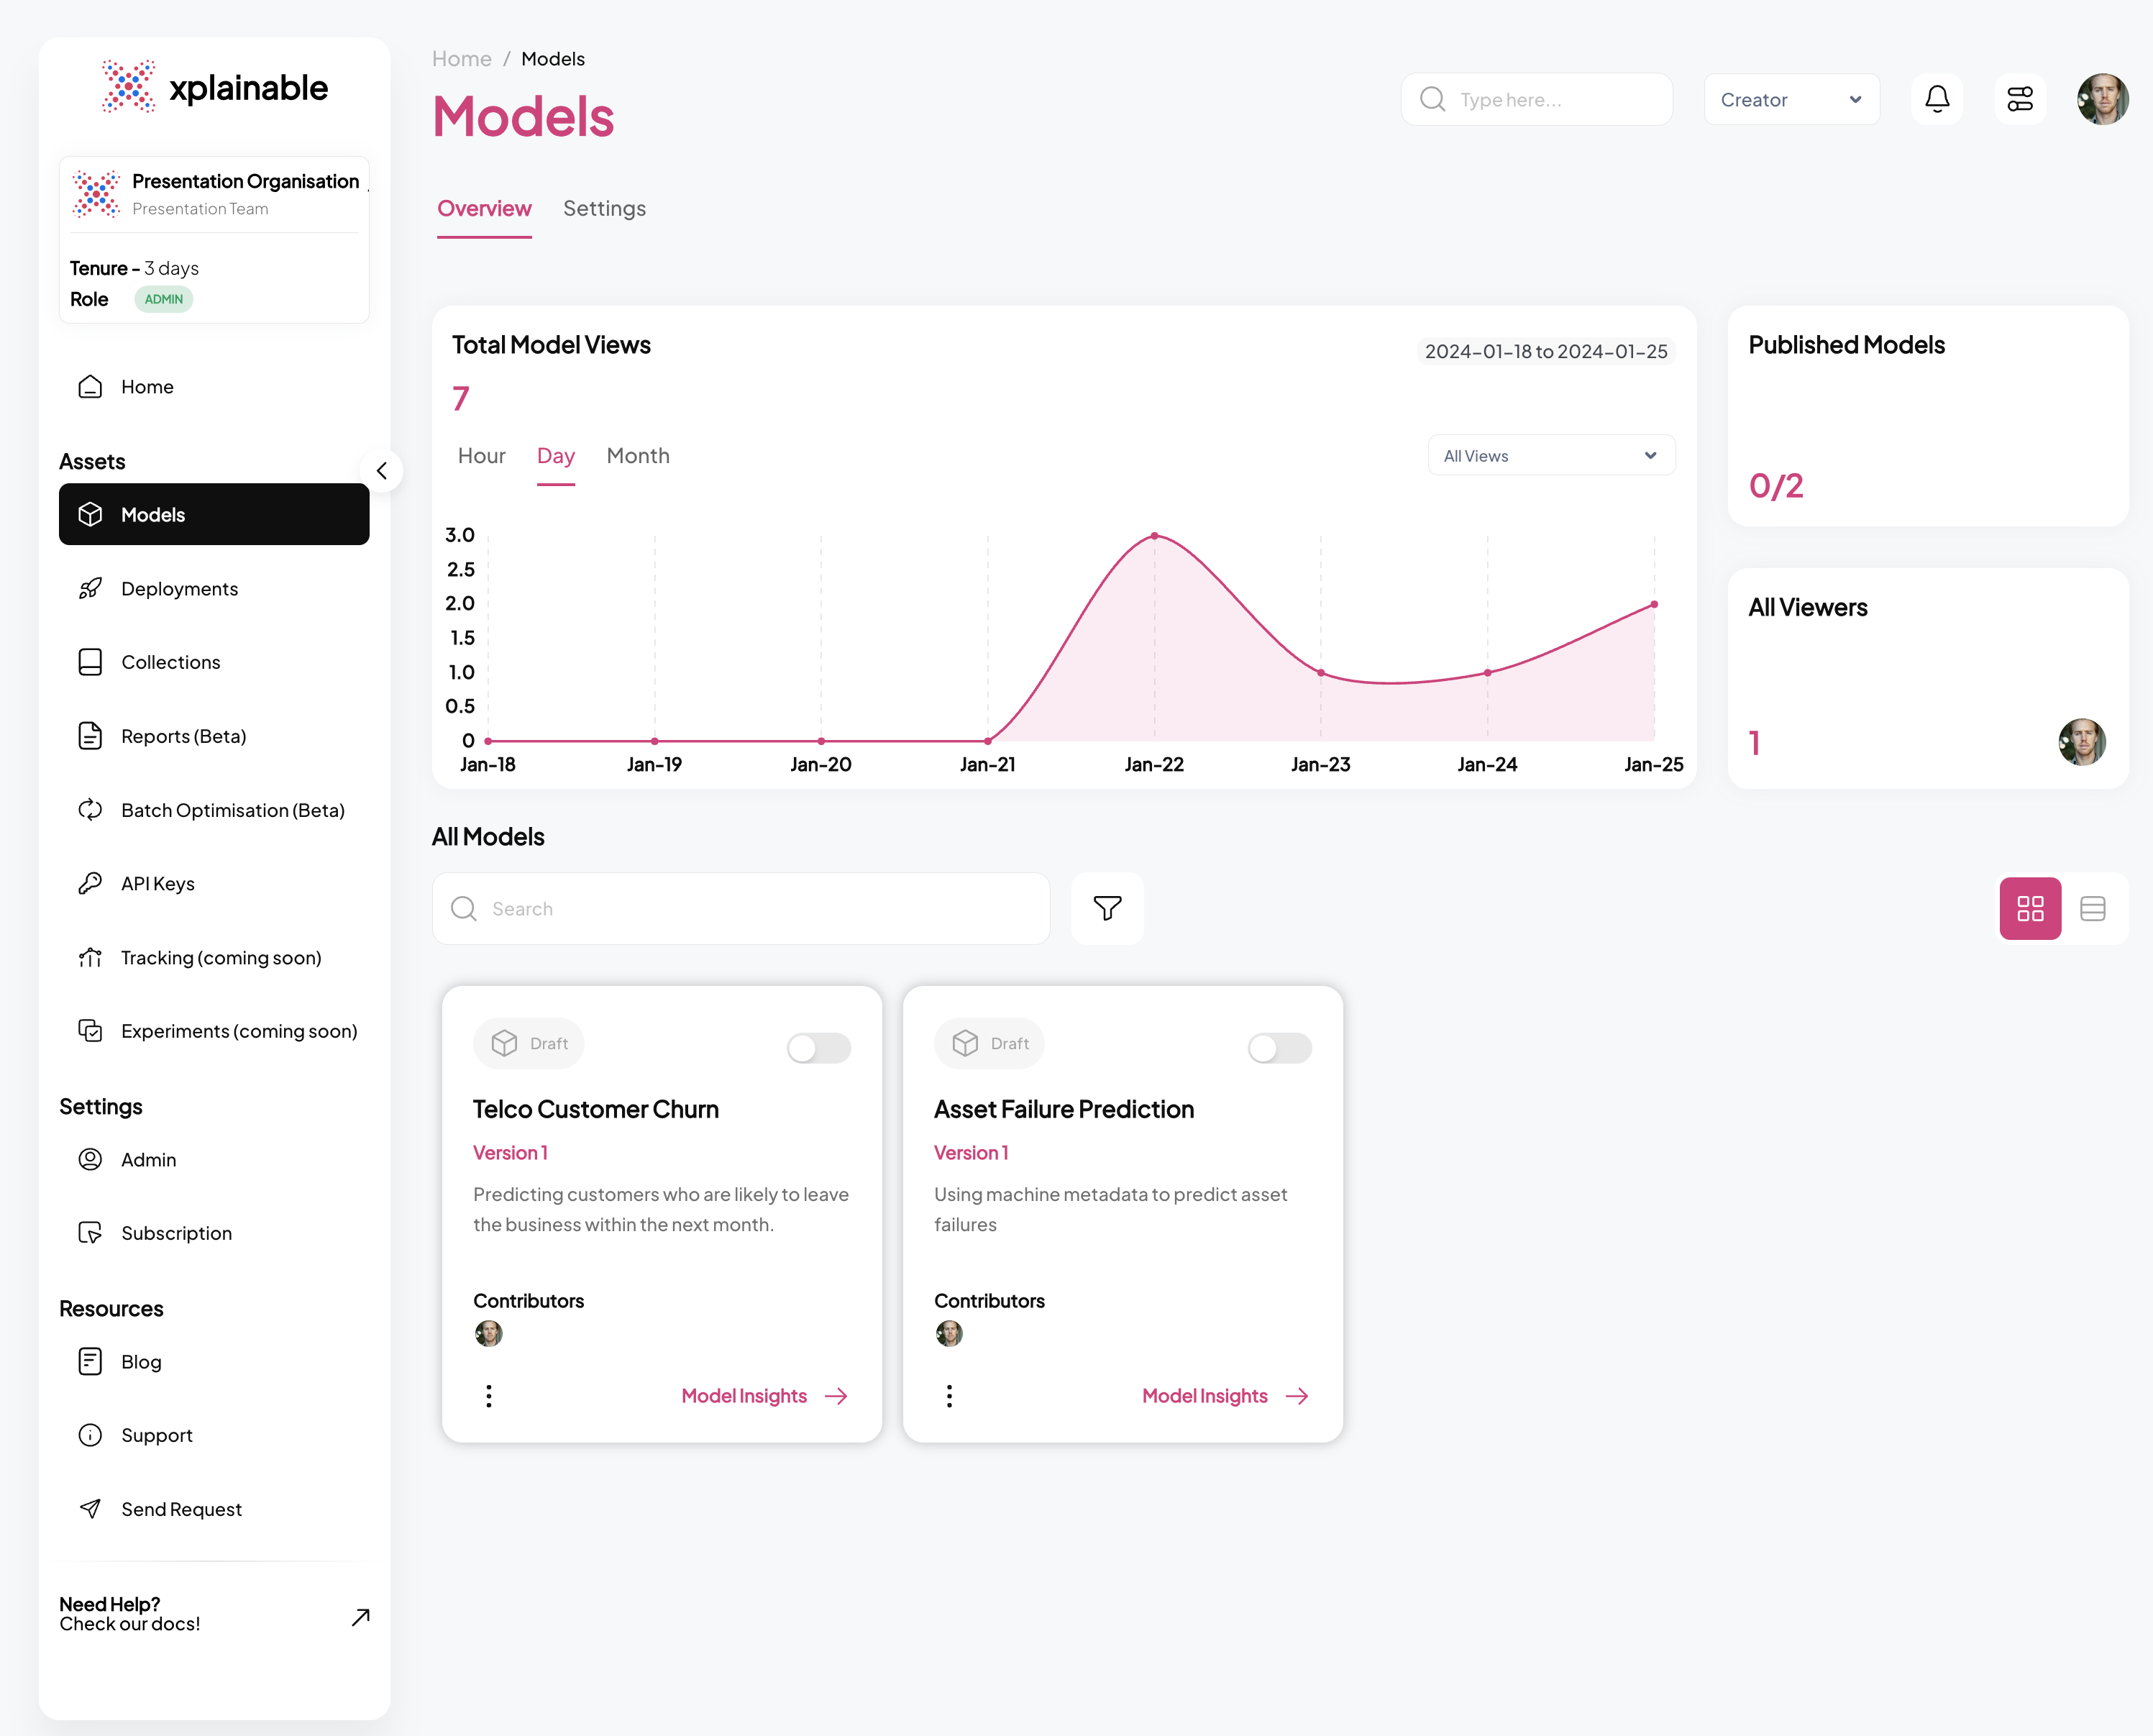 xplainable
Presentation Organisation
Presentation Team
Tenure - 3 days
Role ADMIN
Home
Assets
Models
Deployments
Collections
Reports (Beta)
Batch Optimisation (Beta)
API Keys
Tracking (coming soon)
Experiments (coming soon)
Settings
Admin
Subscription
Resources
Blog
Support
Send Request
Need Help?
Check our docs!
Home / Models
Models
Type here...
Creator
Overview Settings
Total Model Views
2024-01-18 to 2024-01-25
7
Hour Day Month
All Views
3.0
2.5
2.0
1.5
1.0
0.5
0
Jan-18 Jan-19 Jan-20 Jan-21 Jan-22 Jan-23 Jan-24 Jan-25
Published Models
0/2
All Viewers
1
All Models
Search
Draft
Telco Customer Churn
Version 1
Predicting customers who are likely to leave
the business within the next month.
Contributors
Model Insights
Draft
Asset Failure Prediction
Version 1
Using machine metadata to predict asset
failures
Contributors
Model Insights